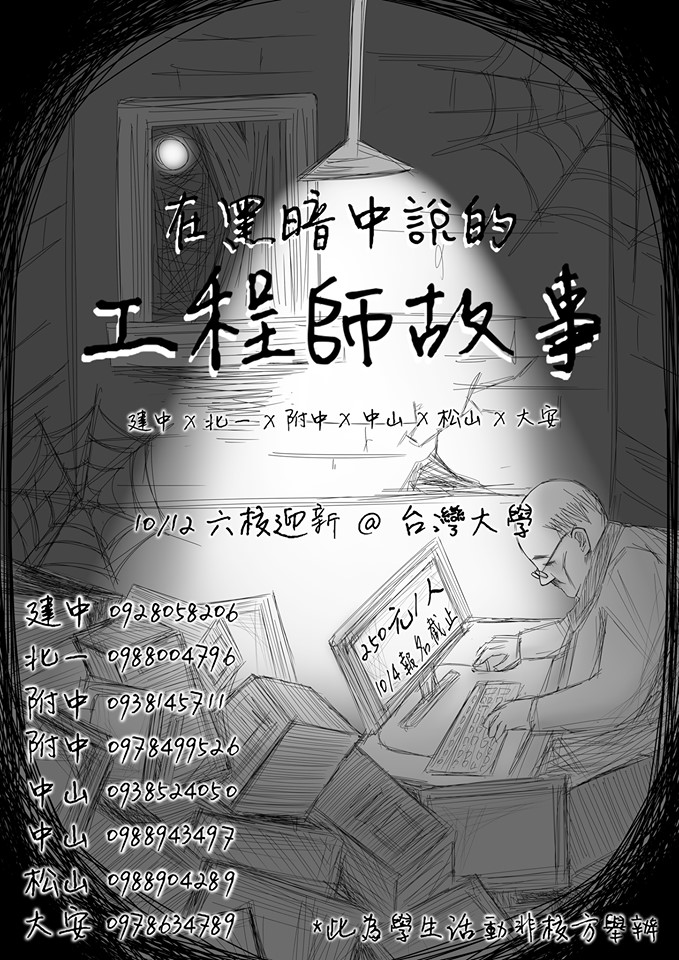 在黑暗中說的
工程師故事
建中 x 北一 x 附中 x 中山 x 松山 x 大安
10/12 六校迎新 @ 台灣大學
250元/人
10/4 報名截止
建中 0928058206
北一 0988004796
附中 0938145711
附中 0978499526
中山 0938524050
中山 0988943497
松山 0988904289
大安 0978634789
*此為學生活動非校方舉辦